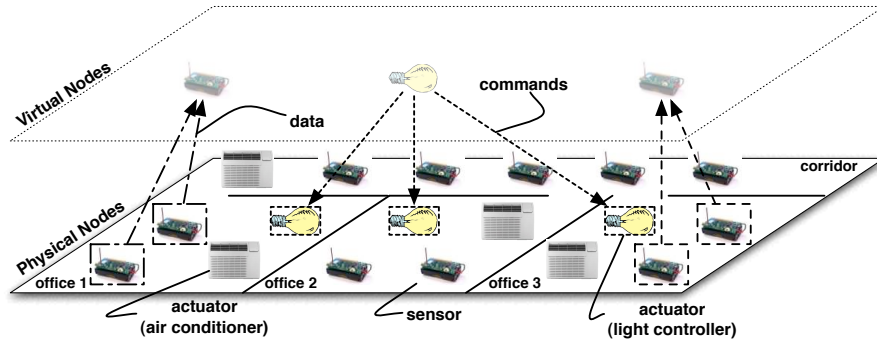 Virtual Nodes
commands
data
corridor
Physical Nodes
office 1
office 2
office 3
actuator
(air conditioner)
sensor
actuator
(light controller)